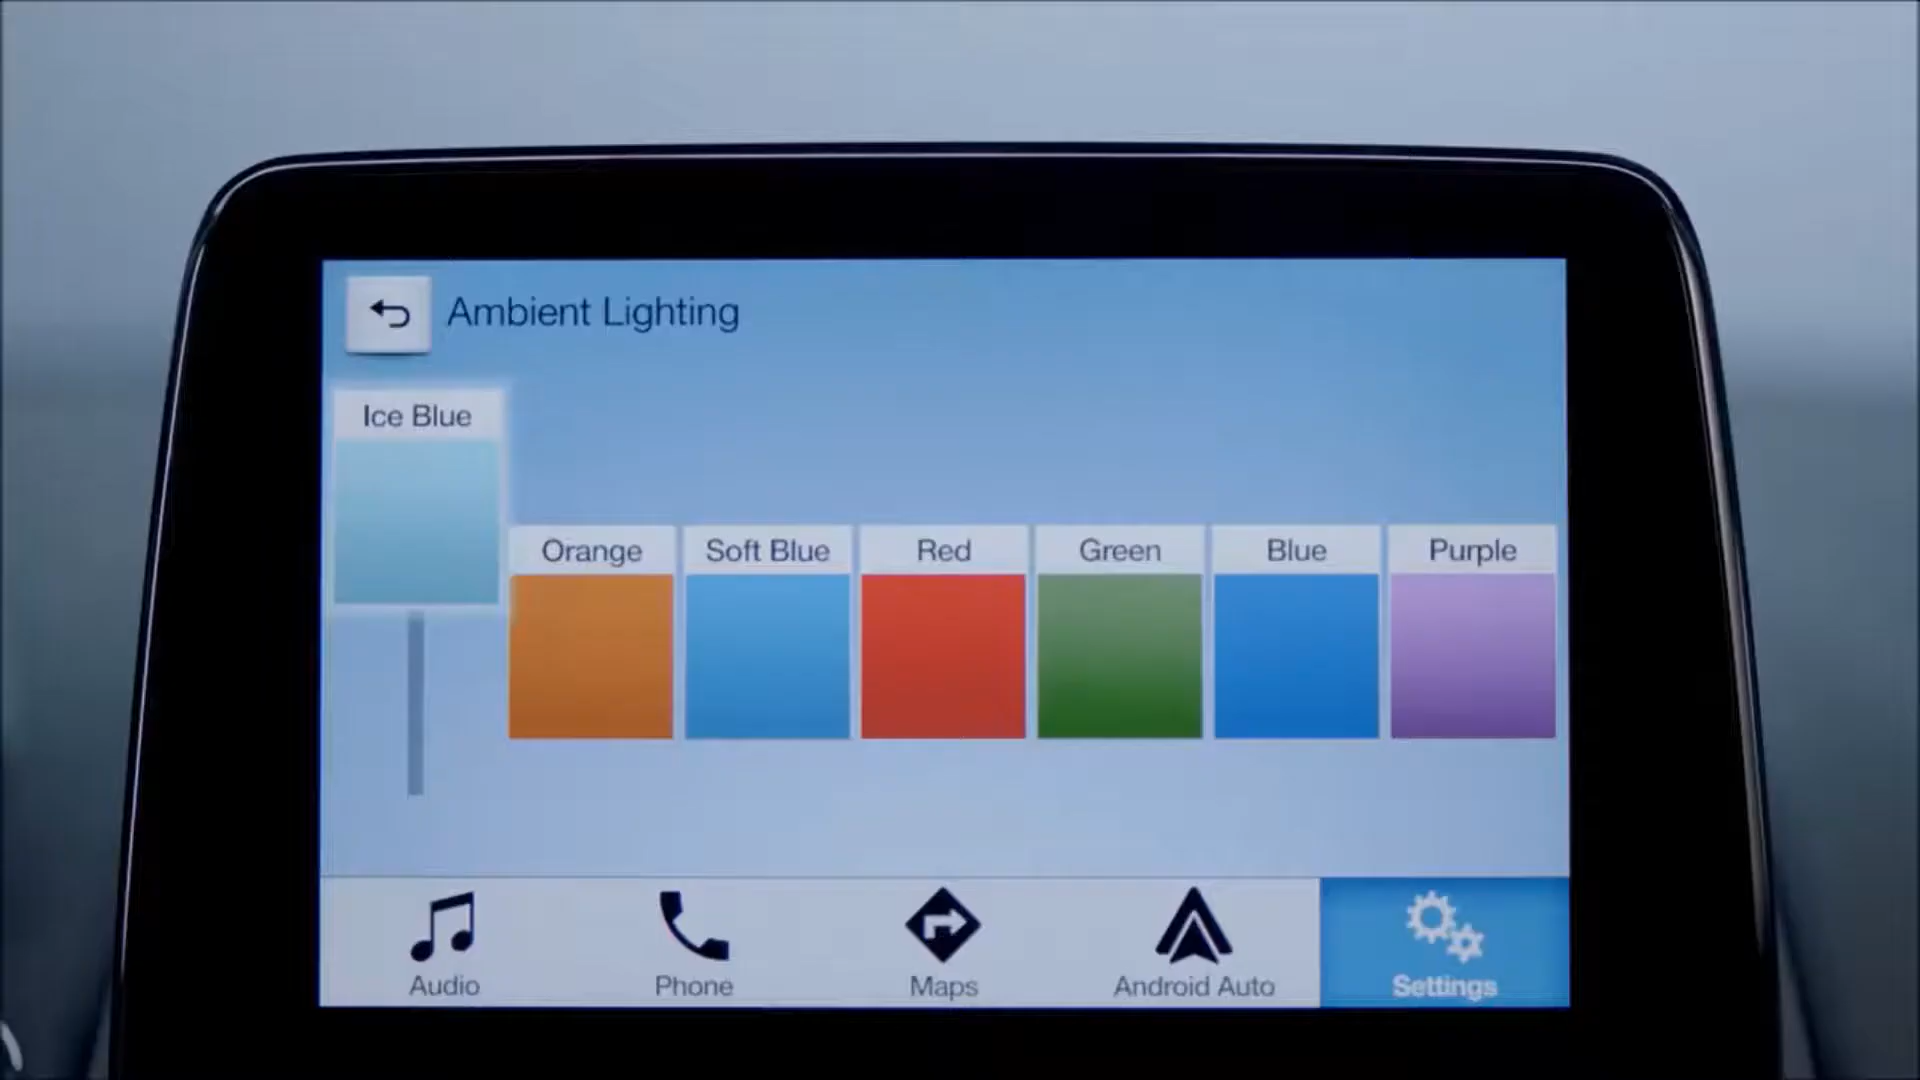 Ambient Lighting
Ice Blue
Orange
Soft Blue
Red
Green
Blue
Purple
Audio
Phone
Maps
Android Auto
Settings